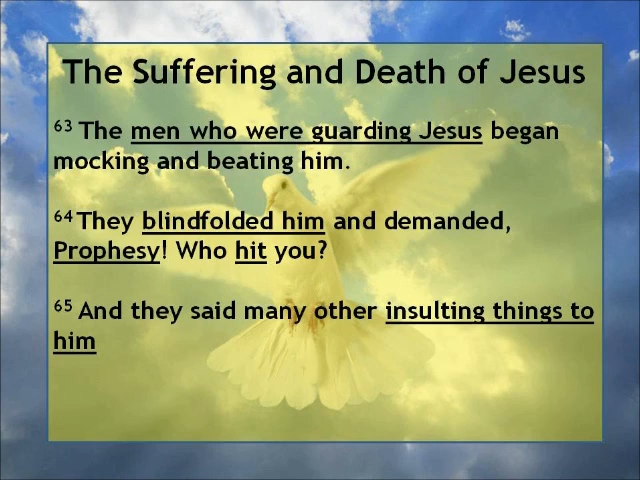 The Suffering and Death of Jesus
63 The men who were guarding Jesus began
mocking and beating him.
64 They blindfolded him and demanded,
Prophesy! Who hit you?
65 And they said many other insulting things to
him